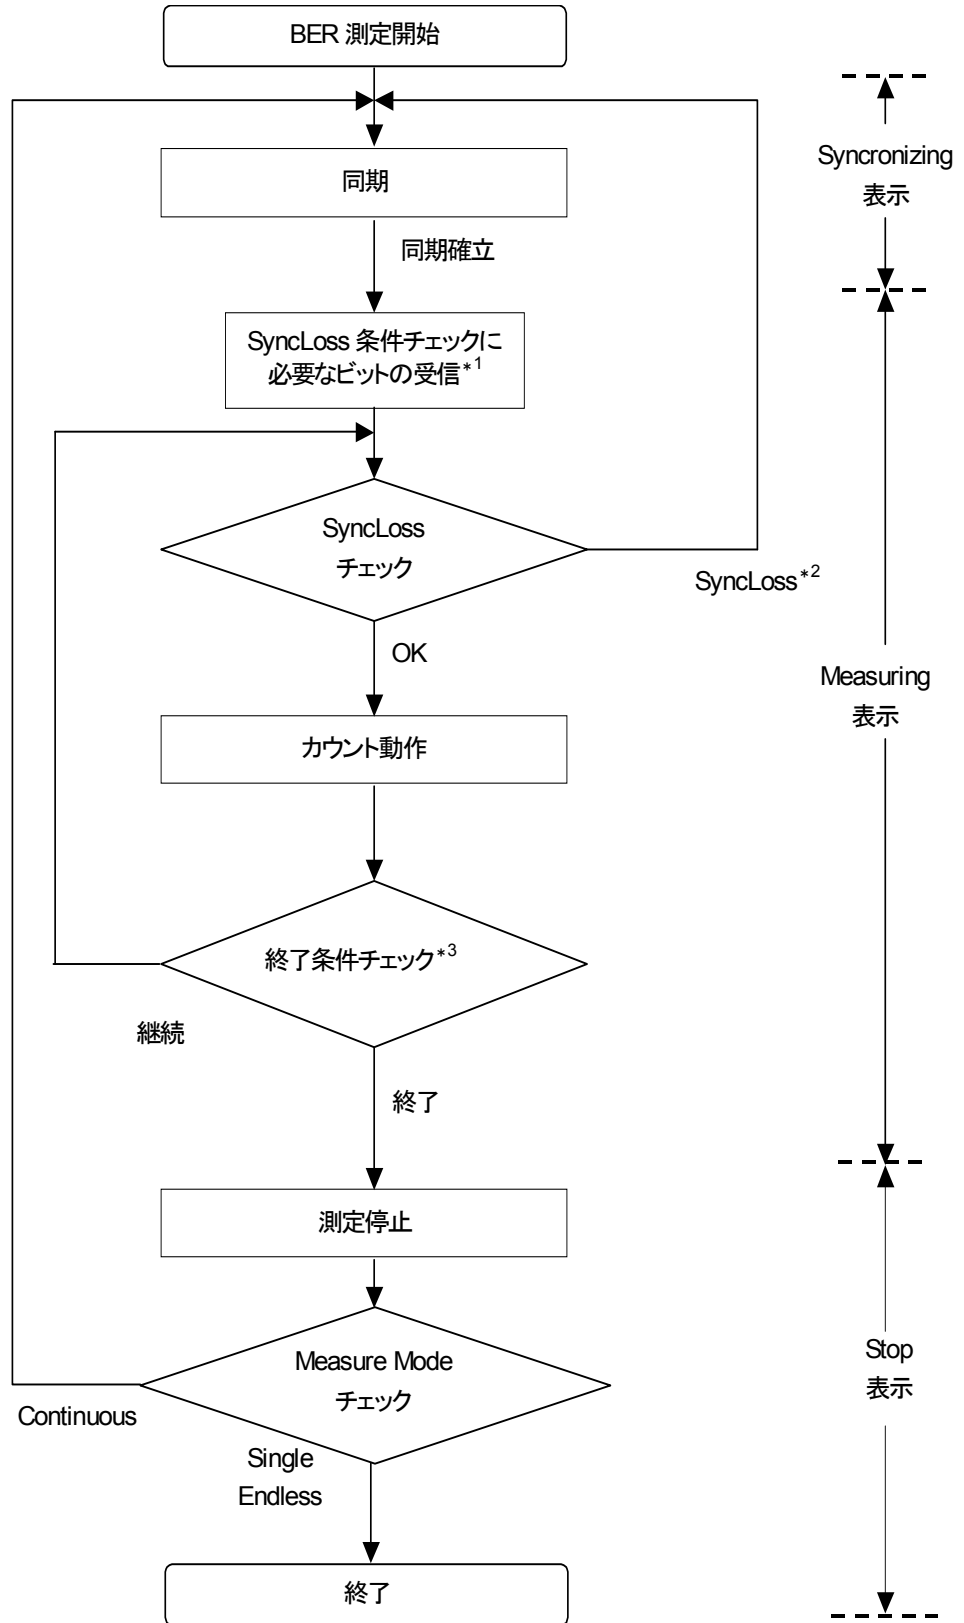 BER 測定開始
Syncronizing
表示
同期
同期確立
SyncLoss 条件チェックに
必要なビットの受信*1
SyncLoss
チェック
SyncLoss*2
OK
Measuring
表示
カウント動作
終了条件チェック*3
継続
終了
測定停止
Measure Mode
チェック
Stop
表示
Continuous
Single
Endless
終了